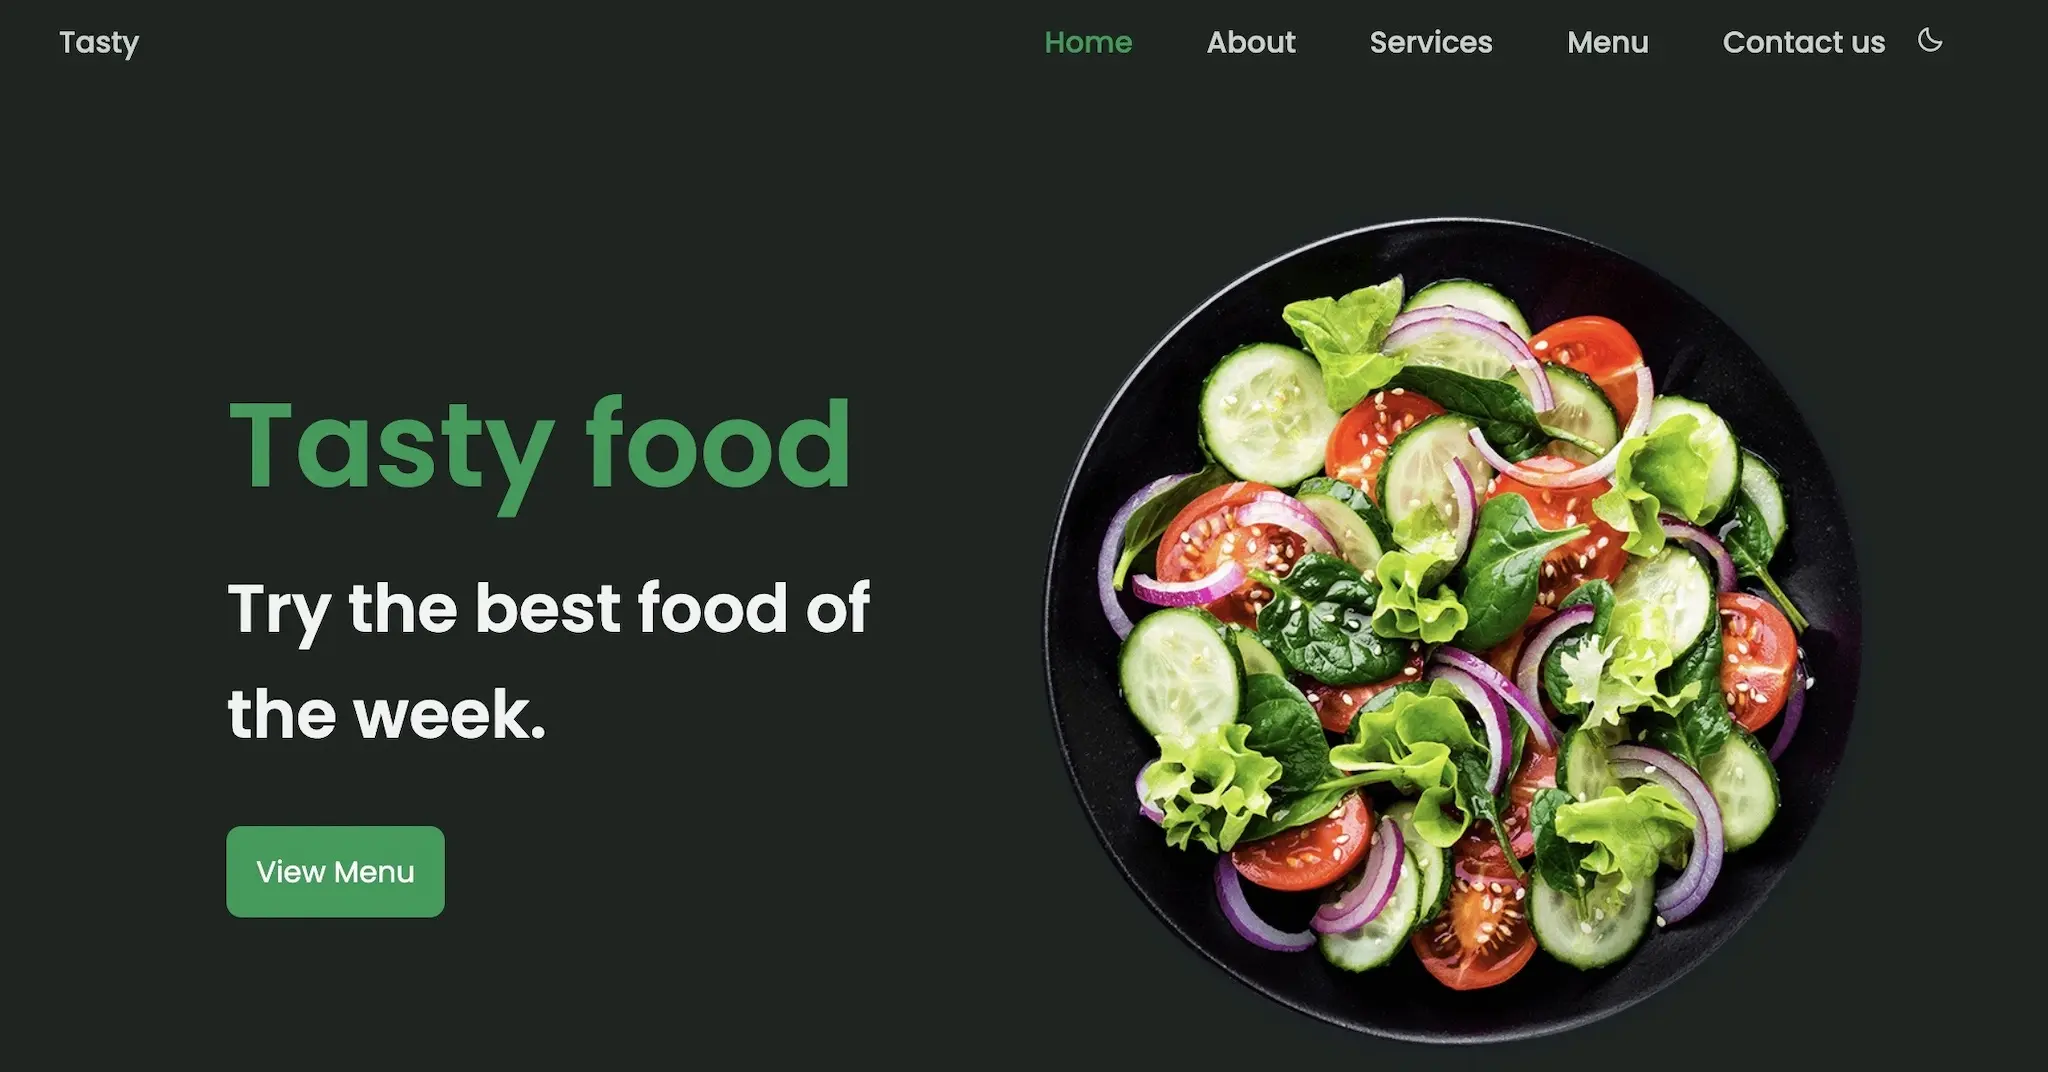 Tasty
Home About Services Menu Contact us
Tasty food
Try the best food of
the week.
View Menu